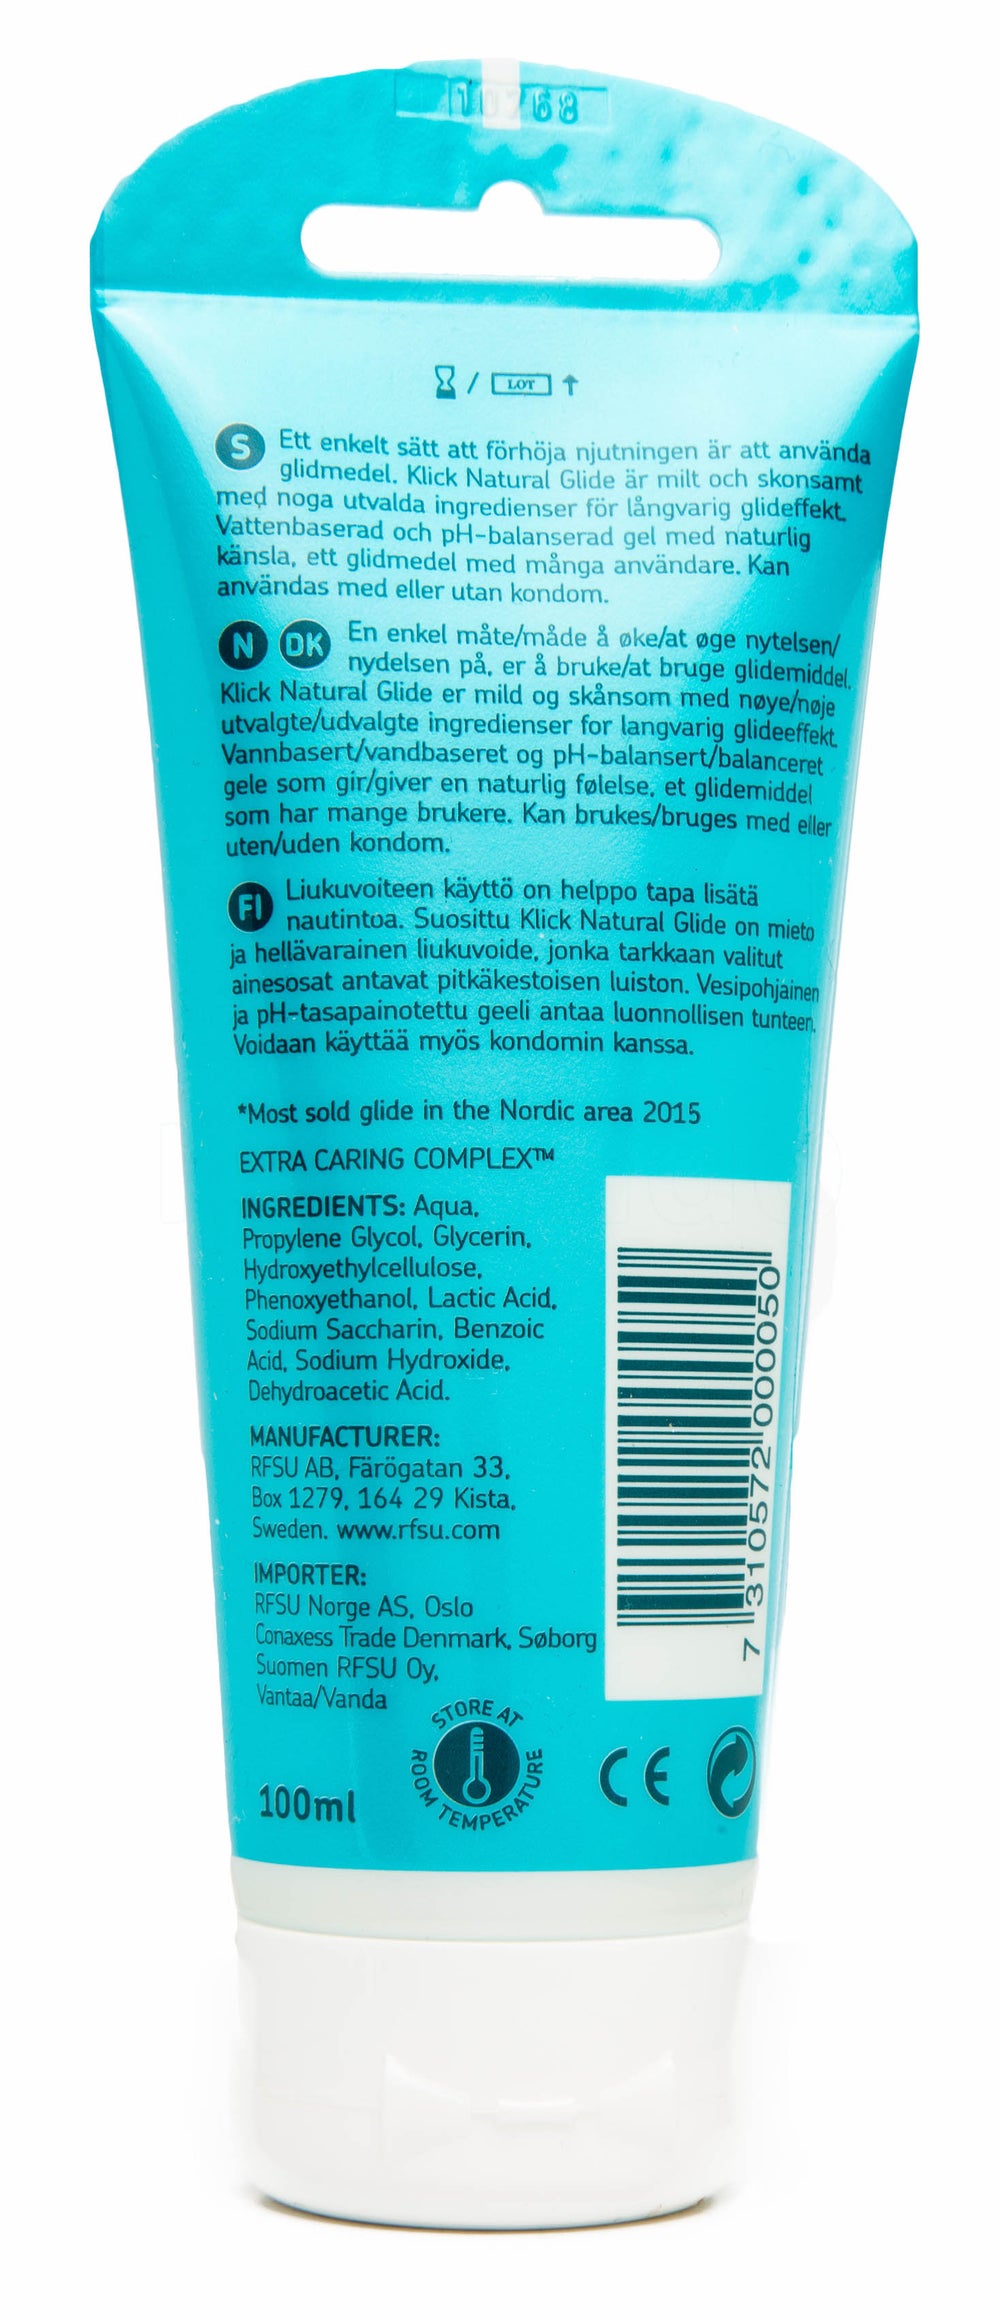 10768
/ LOT
S Ett enkelt sätt att förhöja njutningen är att använda
glidmedel. Klick Natural Glide är milt och skonsamt
med noga utvalda ingredienser för långvarig glideffekt.
Vattenbaserad och pH-balanserad gel med naturlig
känsla, ett glidmedel med många användare. Kan
användas med eller utan kondom.
N DK En enkel måte/måde å øke/at øge nytelsen/
nydelsen på, er å bruke/at bruge glidemiddel.
Klick Natural Glide er mild og skånsom med nøye/nøje
utvalgte/udvalgte ingredienser for langvarig glideeffekt.
Vannbasert/vandbaseret og pH-balansert/balanceret
gele som gir/giver en naturlig følelse, et glidemiddel
som har mange brukere. Kan brukes/bruges med eller
uten/uden kondom.
FI Liukuvoiteen käyttö on helppo tapa lisätä
nautintoa. Suosittu Klick Natural Glide on mieto
ja hellävarainen liukuvoide, jonka tarkkaan valitut
ainesosat antavat pitkäkestoisen luiston. Vesipohjainen
ja pH-tasapainotettu geeli antaa luonnollisen tunteen.
Voidaan käyttää myös kondomin kanssa.
*Most sold glide in the Nordic area 2015
EXTRA CARING COMPLEX™
INGREDIENTS: Aqua,
Propylene Glycol, Glycerin,
Hydroxyethylcellulose,
Phenoxyethanol, Lactic Acid,
Sodium Saccharin, Benzoic
Acid, Sodium Hydroxide,
Dehydroacetic Acid.
MANUFACTURER:
RFSU AB, Färögatan 33,
Box 1279, 164 29 Kista,
Sweden. www.rfsu.com
IMPORTER:
RFSU Norge AS, Oslo
Conaxess Trade Denmark, Søborg
Suomen RFSU Oy,
Vantaa/Vanda
7 310572 000050
STORE AT
ROOM TEMPERATURE
100ml
CE